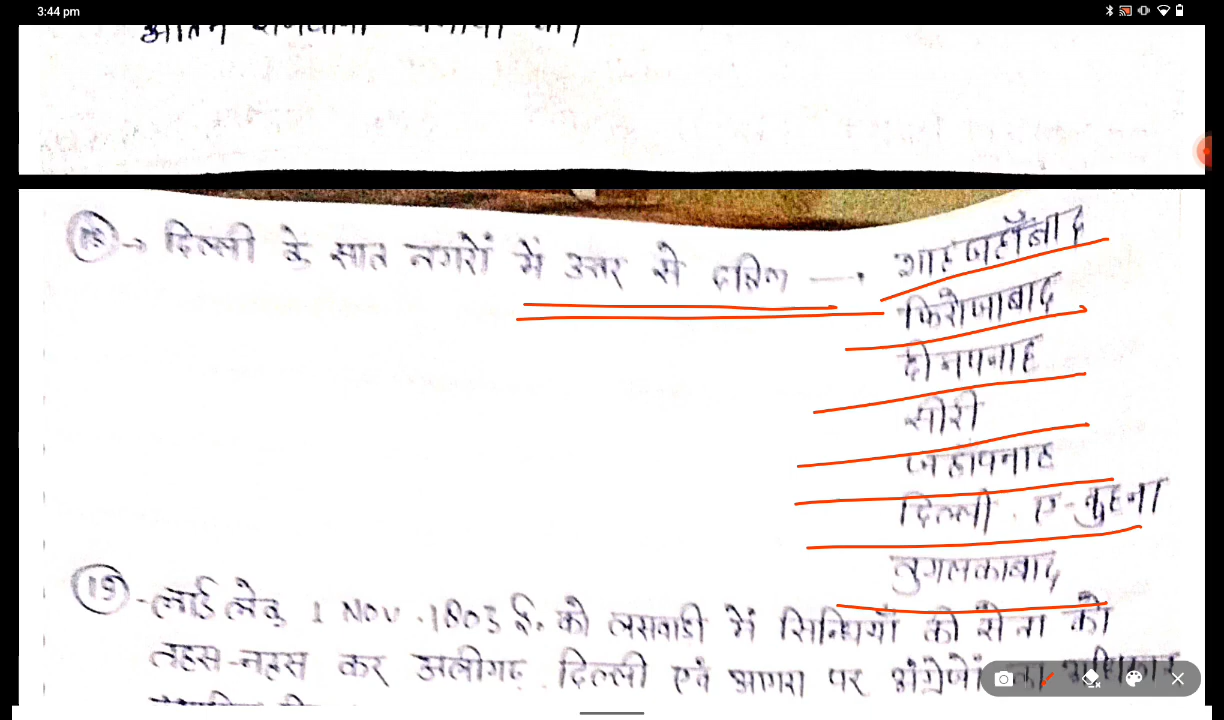 3:44 pm
18 → दिल्ली के सात नगरों में उत्तर से दक्षिण → शाहजहाँबाद
फिरोजाबाद
दीनपनाह
सीरी
जहाँपनाह
दिल्ली-ए-कुहना
तुगलकाबाद
19 - लार्ड लेक 1 NOV. 1803 ई. को लासवाडी में सिन्धियाँ की सेना को
तहस-नहस कर अलीगढ़, दिल्ली एवं आगरा पर अंग्रेजों का अधिकार